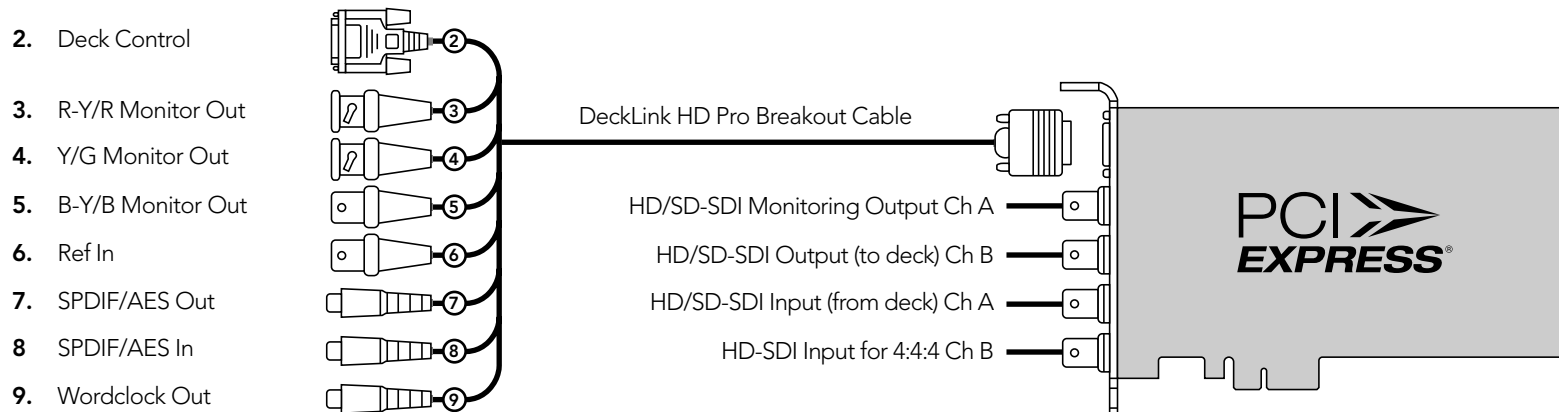 2. Deck Control
3. R-Y/R Monitor Out
4. Y/G Monitor Out
5. B-Y/B Monitor Out
6. Ref In
7. SPDIF/AES Out
8 SPDIF/AES In
9. Wordclock Out
2
3
4
5
6
7
8
9
DeckLink HD Pro Breakout Cable
HD/SD-SDI Monitoring Output Ch A
HD/SD-SDI Output (to deck) Ch B
HD/SD-SDI Input (from deck) Ch A
HD-SDI Input for 4:4:4 Ch B
PCI
EXPRESS®